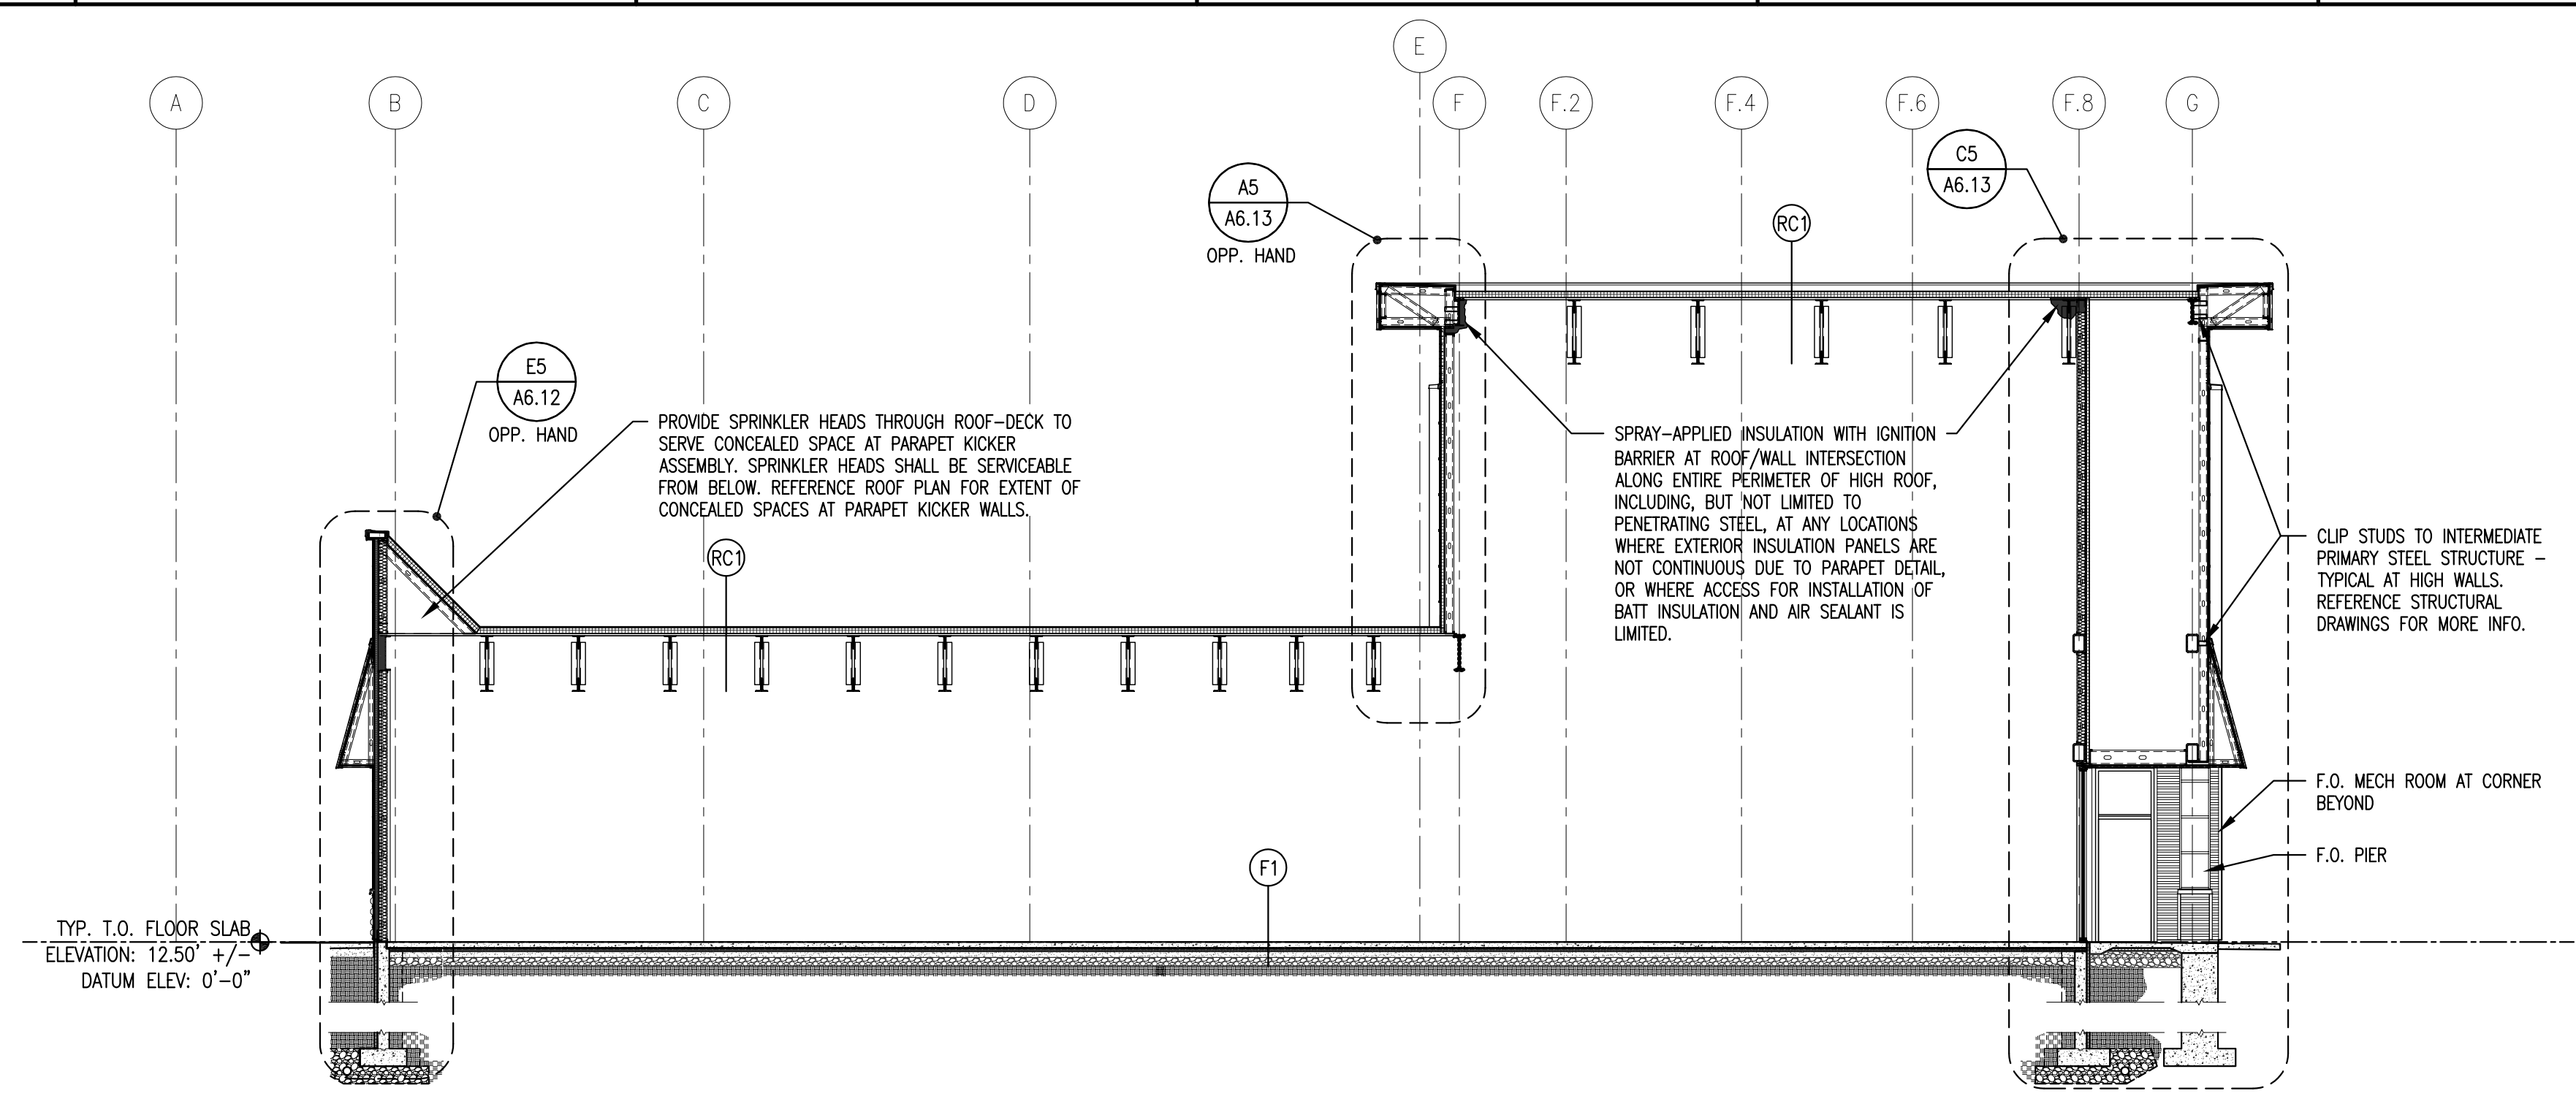 E
A
B
C
D
F
F.2
F.4
F.6
F.8
G
C5
A6.13
A5
A6.13
OPP. HAND
RC1
E5
A6.12
OPP. HAND
PROVIDE SPRINKLER HEADS THROUGH ROOF-DECK TO
SERVE CONCEALED SPACE AT PARAPET KICKER
ASSEMBLY. SPRINKLER HEADS SHALL BE SERVICEABLE
FROM BELOW. REFERENCE ROOF PLAN FOR EXTENT OF
CONCEALED SPACES AT PARAPET KICKER WALLS.
SPRAY-APPLIED INSULATION WITH IGNITION
BARRIER AT ROOF/WALL INTERSECTION
ALONG ENTIRE PERIMETER OF HIGH ROOF,
INCLUDING, BUT NOT LIMITED TO
PENETRATING STEEL, AT ANY LOCATIONS
WHERE EXTERIOR INSULATION PANELS ARE
NOT CONTINUOUS DUE TO PARAPET DETAIL,
OR WHERE ACCESS FOR INSTALLATION OF
BATT INSULATION AND AIR SEALANT IS
LIMITED.
CLIP STUDS TO INTERMEDIATE
PRIMARY STEEL STRUCTURE -
TYPICAL AT HIGH WALLS.
REFERENCE STRUCTURAL
DRAWINGS FOR MORE INFO.
RC1
F.O. MECH ROOM AT CORNER
BEYOND
F.O. PIER
F1
TYP. T.O. FLOOR SLAB
ELEVATION: 12.50' +/-
DATUM ELEV: 0'-0"